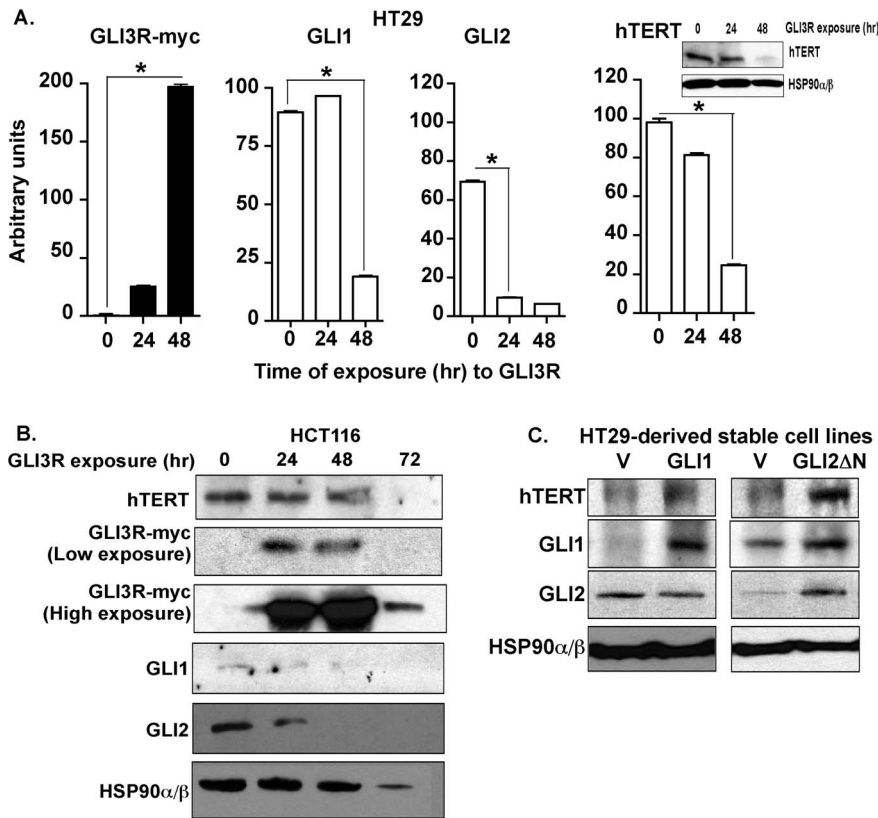 A.
HT29
GLI3R-myc
GLI1
GLI2
hTERT
0 24 48 GLI3R exposure (hr)
hTERT
HSP90α/β
*
*
*
*
Arbitrary units
200
150
100
50
0
100
75
50
25
0
100
80
60
40
20
0
120
100
80
60
40
20
0
0 24 48
0 24 48
0 24 48
0 24 48
Time of exposure (hr) to GLI3R
B.
HCT116
GLI3R exposure (hr) 0 24 48 72
hTERT
GLI3R-myc
(Low exposure)
GLI3R-myc
(High exposure)
GLI1
GLI2
HSP90α/β
C. HT29-derived stable cell lines
V GLI1 V GLI2ΔN
hTERT
GLI1
GLI2
HSP90α/β